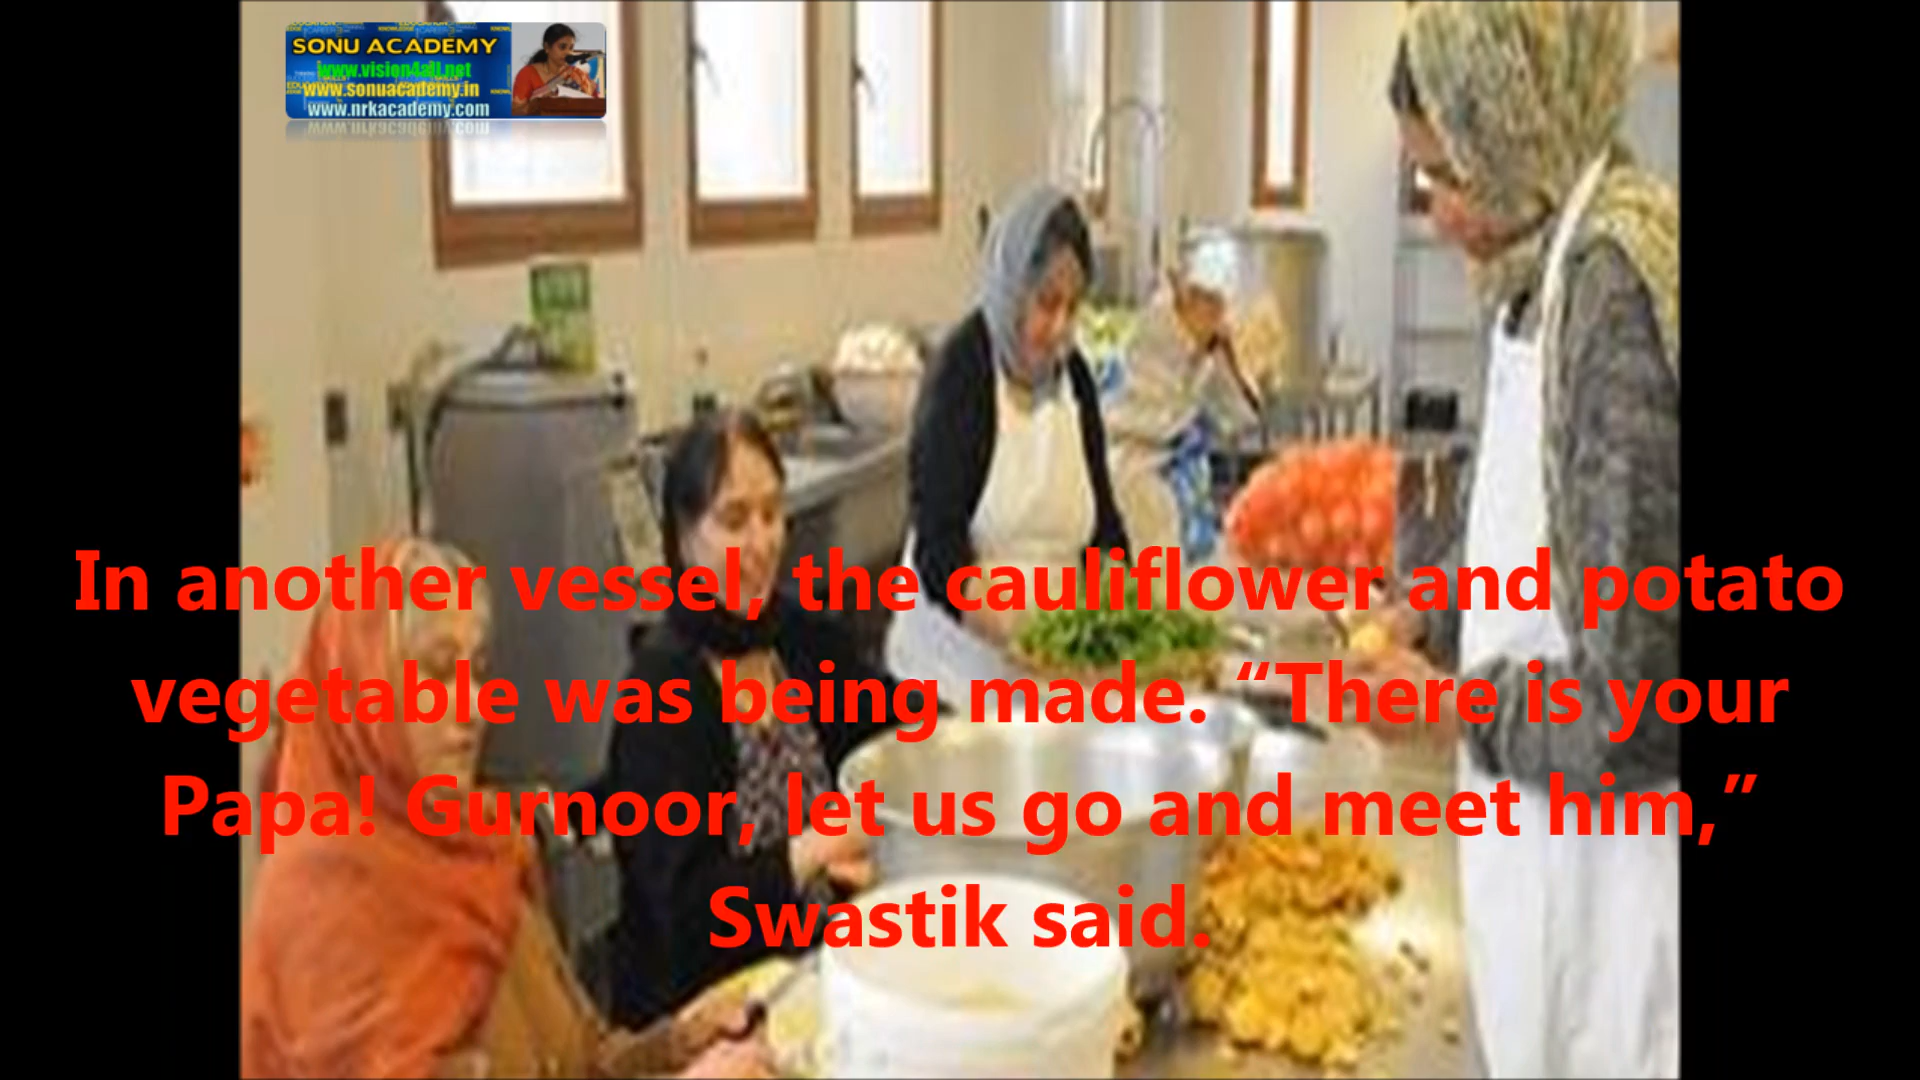 SONU ACADEMY
www.vision4all.net
www.sonuacademy.in
www.nrkacademy.com
In another vessel, the cauliflower and potato
vegetable was being made. “There is your
Papa! Gurnoor, let us go and meet him,”
Swastik said.